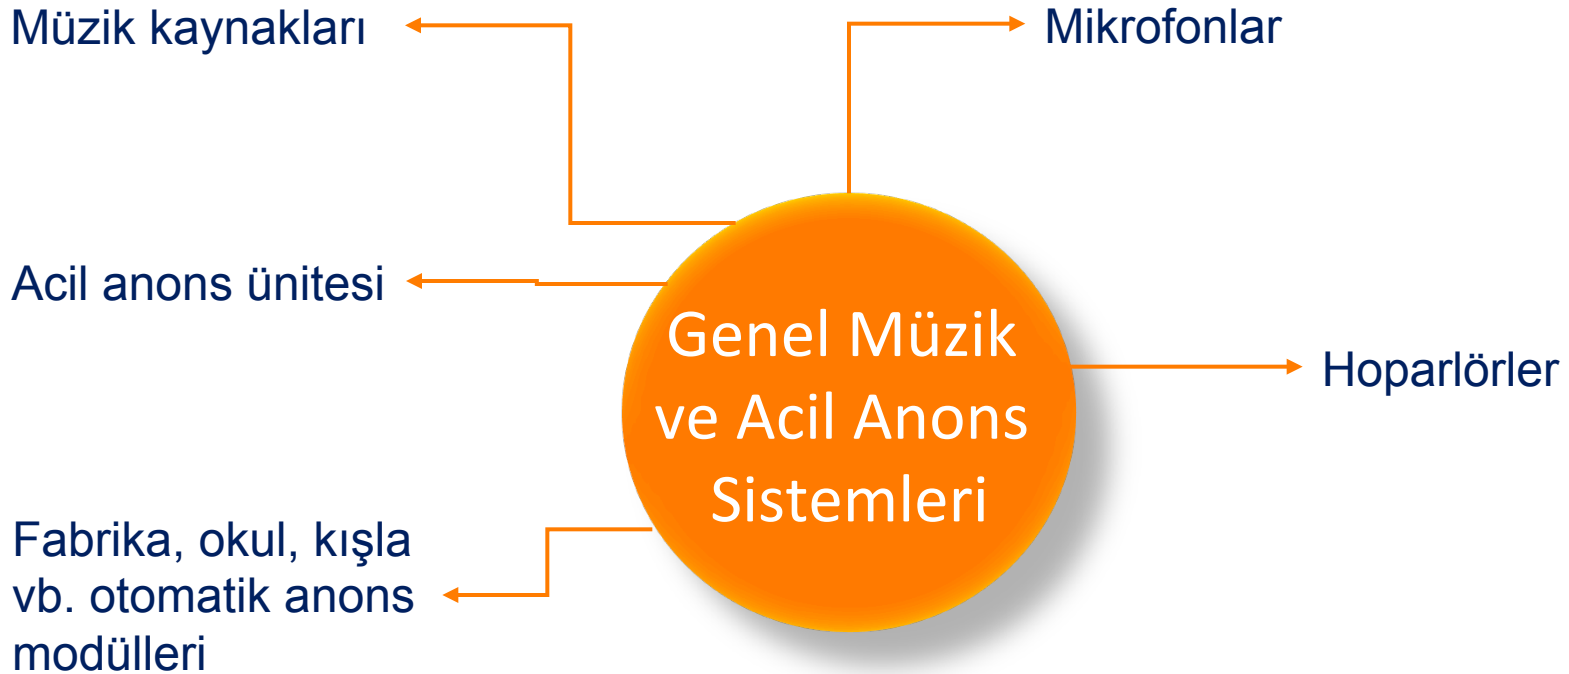 Müzik kaynakları
Mikrofonlar
Acil anons ünitesi
Genel Müzik
ve Acil Anons
Sistemleri
Hoparlörler
Fabrika, okul, kışla
vb. otomatik anons
modülleri